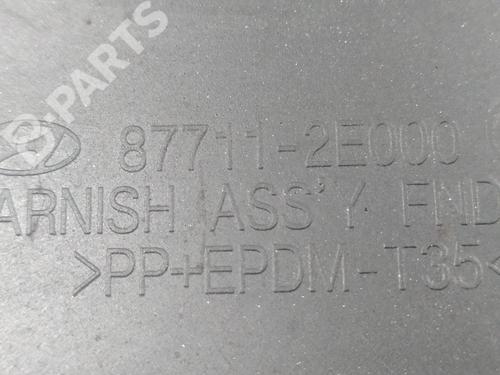 B-PARTS
87711-2E000
ARNISH ASS'Y FND
>PP+EPDM-T35<